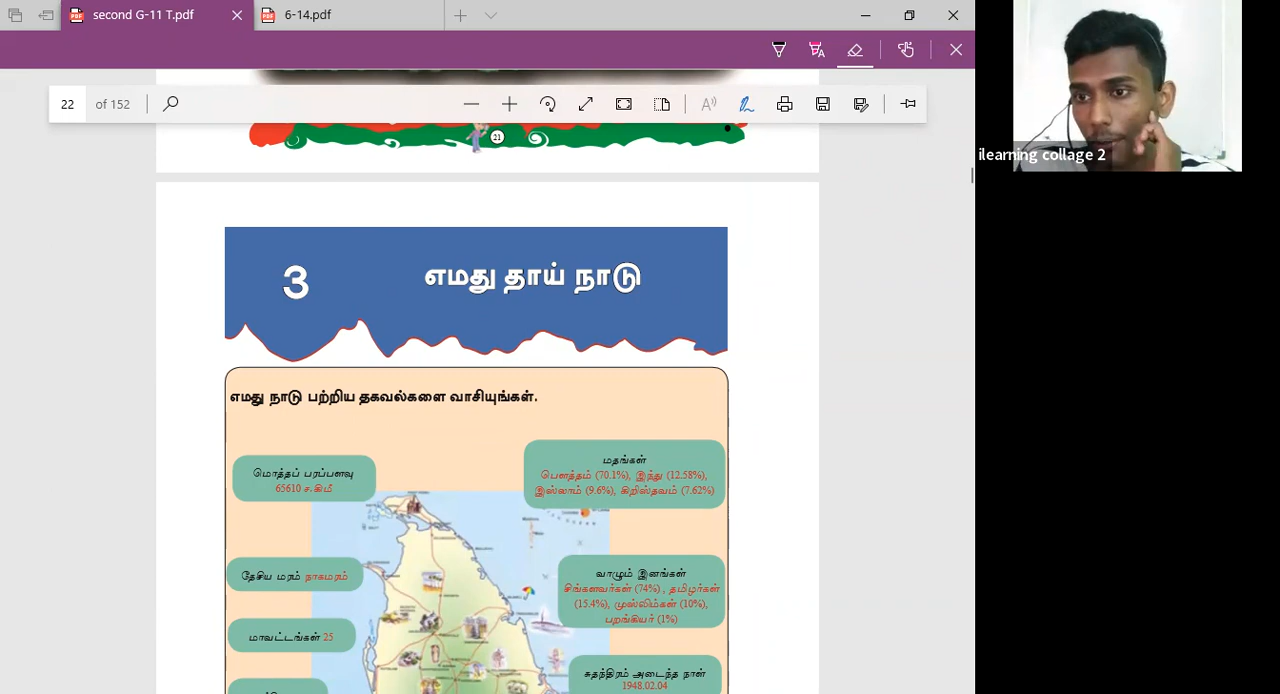 second G-11 T.pdf
6-14.pdf
22 of 152
21
ilearning collage 2
3
எமது தாய் நாடு
எமது நாடு பற்றிய தகவல்களை வாசியுங்கள்.
மொத்தப் பரப்பளவு
65610 ச.கிமீ
மதங்கள்
பௌத்தம் (70.1%), இந்து (12.58%),
இஸ்லாம் (9.6%), கிறிஸ்தவம் (7.62%)
தேசிய மரம் நாகமரம்
வாழும் இனங்கள்
சிங்களவர்கள் (74%) , தமிழர்கள்
(15.4%), முஸ்லிம்கள் (10%),
பறங்கியர் (1%)
மாவட்டங்கள் 25
சுதந்திரம் அடைந்த நாள்
1948.02.04